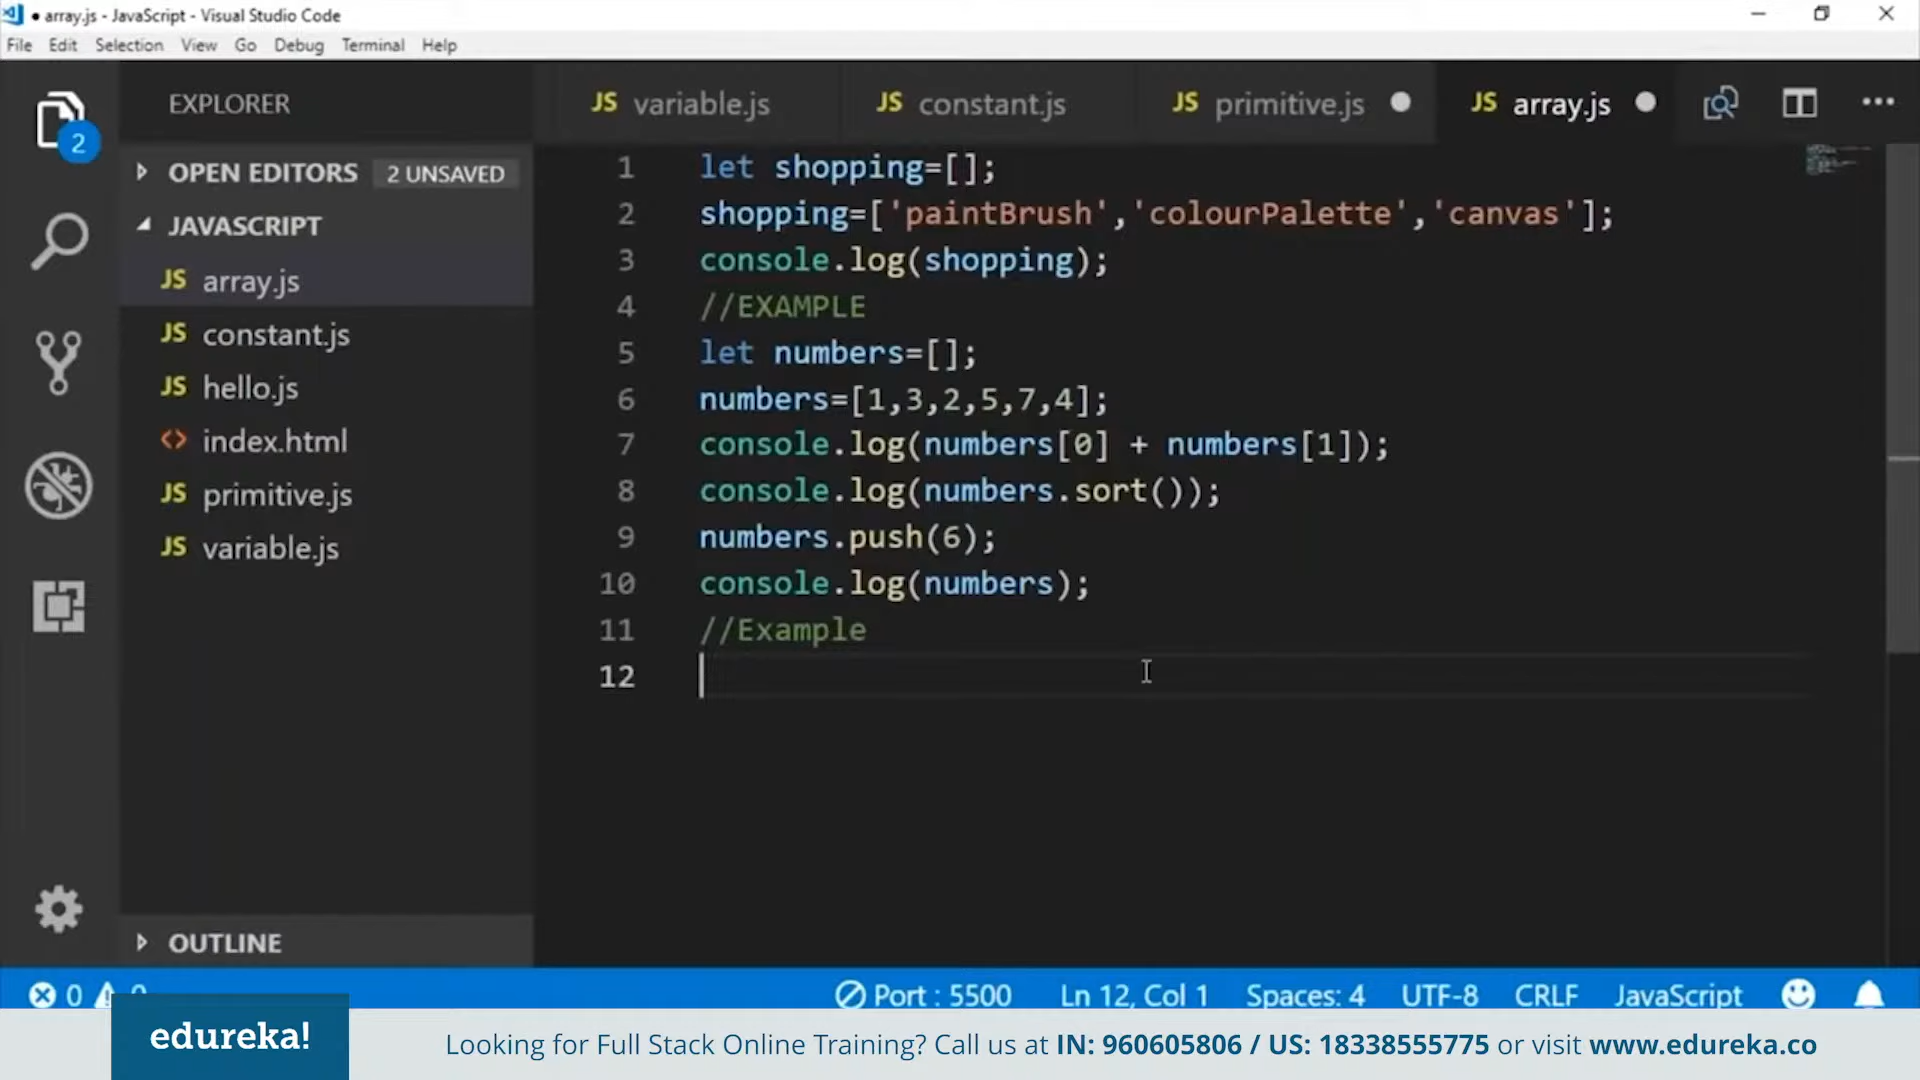 ● array.js - JavaScript - Visual Studio Code
File Edit Selection View Go Debug Terminal Help
2
EXPLORER
OPEN EDITORS 2 UNSAVED
JAVASCRIPT
JS array.js
JS constant.js
JS hello.js
<> index.html
JS primitive.js
JS variable.js
OUTLINE
JS variable.js JS constant.js JS primitive.js ● JS array.js ●
1 let shopping=[];
2 shopping=['paintBrush','colourPalette','canvas'];
3 console.log(shopping);
4 //EXAMPLE
5 let numbers=[];
6 numbers=[1,3,2,5,7,4];
7 console.log(numbers[0] + numbers[1]);
8 console.log(numbers.sort());
9 numbers.push(6);
10 console.log(numbers);
11 //Example
12
0 0 Port : 5500 Ln 12, Col 1 Spaces: 4 UTF-8 CRLF JavaScript
edureka!
Looking for Full Stack Online Training? Call us at IN: 960605806 / US: 18338555775 or visit www.edureka.co